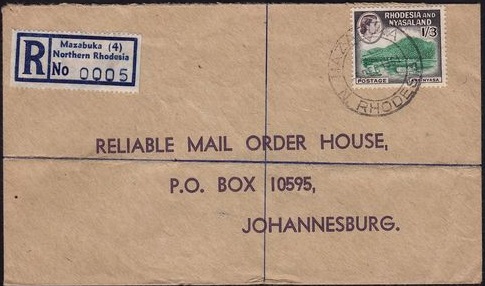 R
Mazabuka (4)
Northern Rhodesia
No 0005
RHODESIA AND
NYASALAND
1/3
POSTAGE
N. RHODES
RELIABLE MAIL ORDER HOUSE,
P.O. BOX 10595,
JOHANNESBURG.